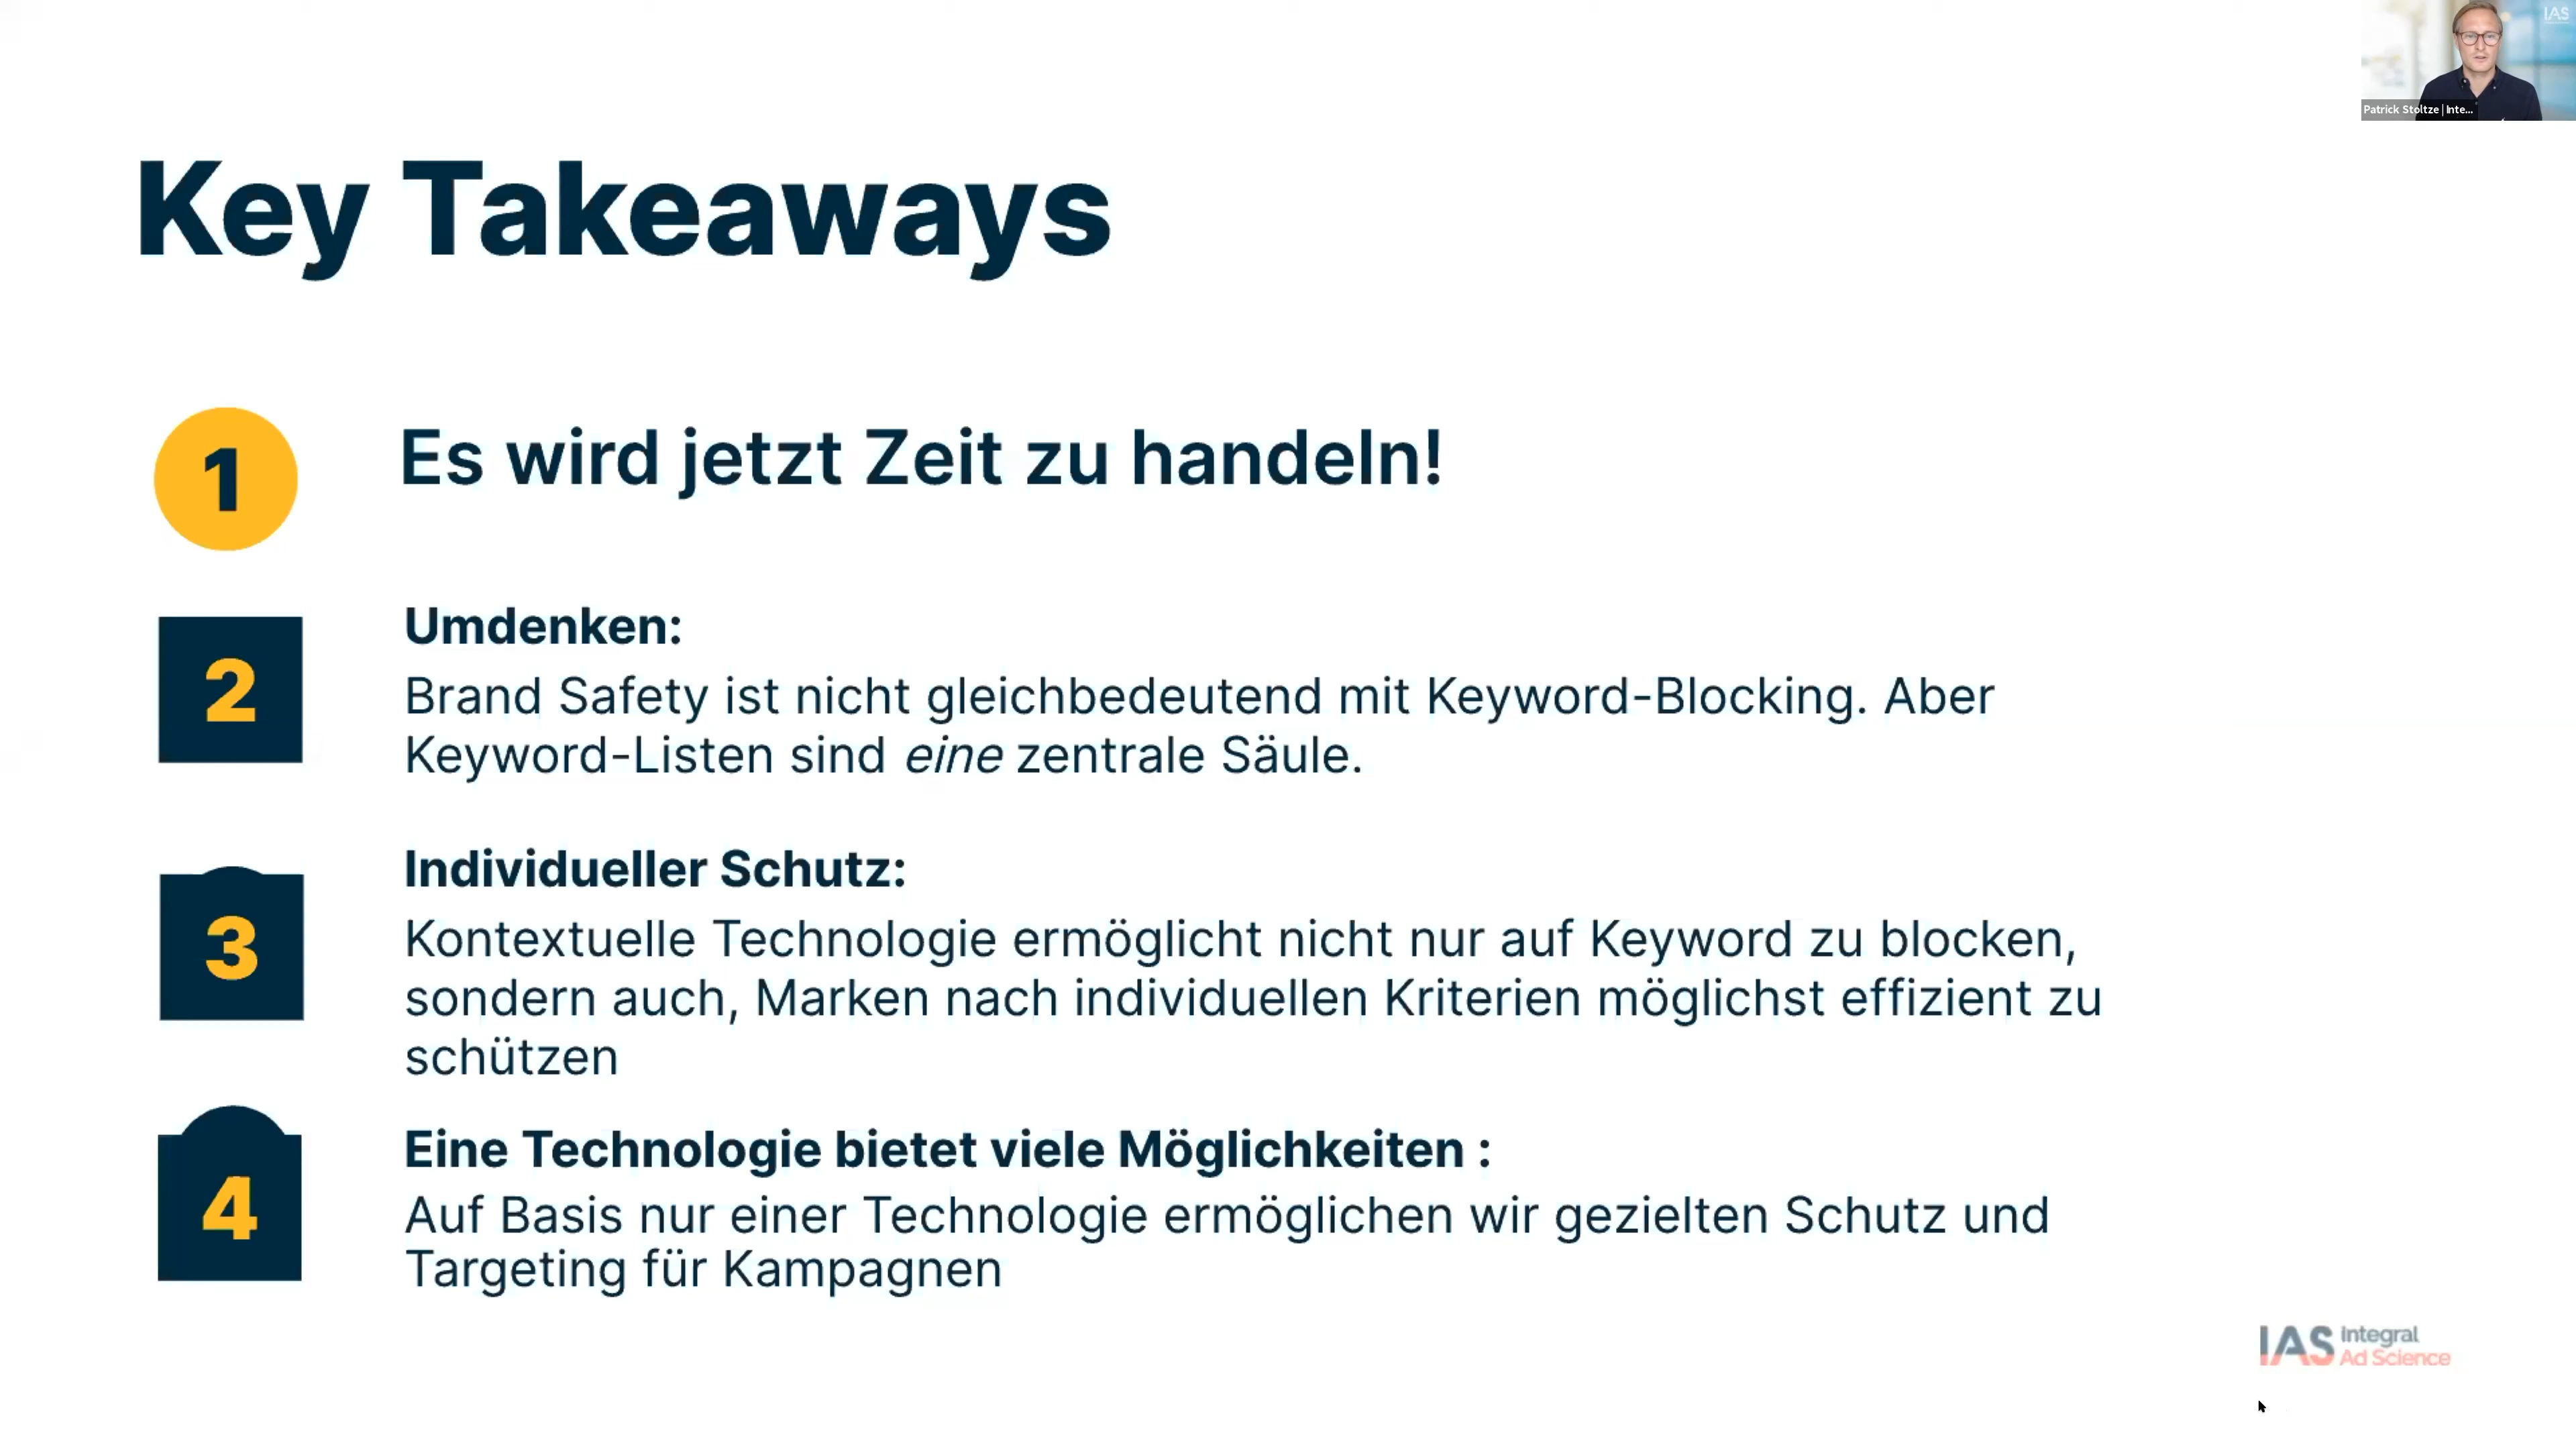 IAS
Patrick Stoltze | Inte...
Key Takeaways
1
Es wird jetzt Zeit zu handeln!
2
Umdenken:
Brand Safety ist nicht gleichbedeutend mit Keyword-Blocking. Aber
Keyword-Listen sind eine zentrale Säule.
3
Individueller Schutz:
Kontextuelle Technologie ermöglicht nicht nur auf Keyword zu blocken,
sondern auch, Marken nach individuellen Kriterien möglichst effizient zu
schützen
4
Eine Technologie bietet viele Möglichkeiten :
Auf Basis nur einer Technologie ermöglichen wir gezielten Schutz und
Targeting für Kampagnen
IAS Integral
Ad Science